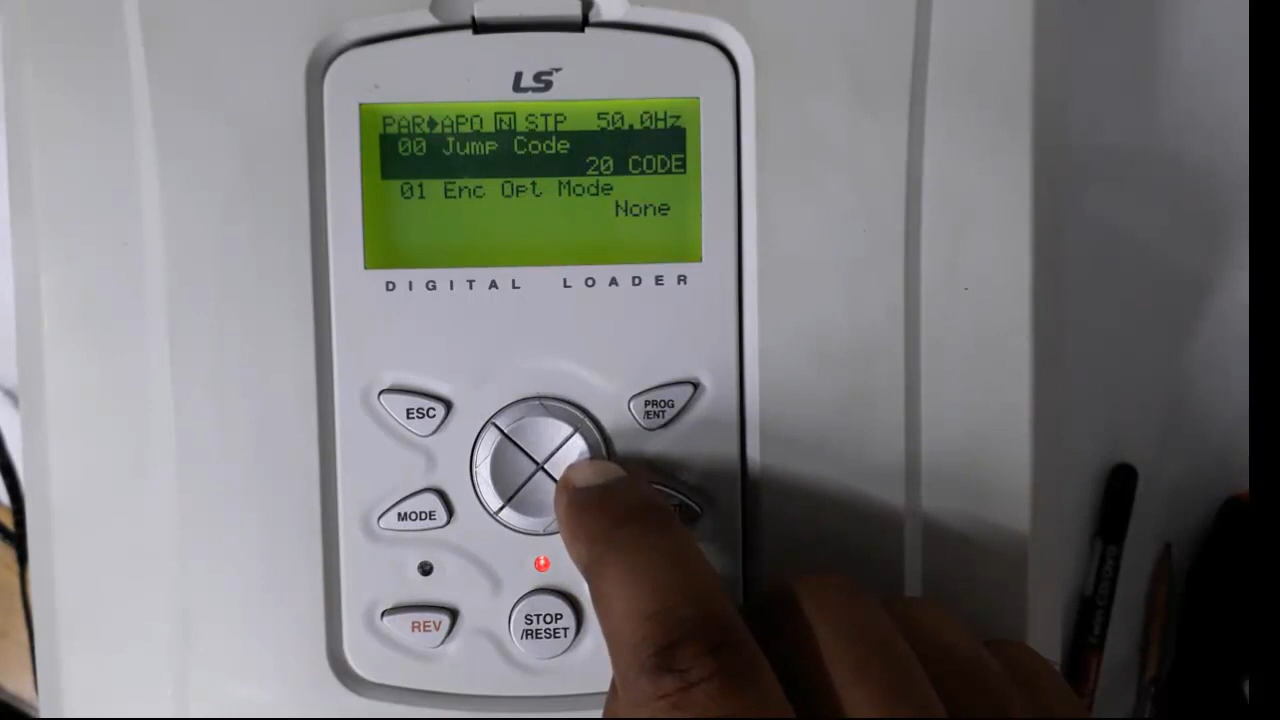 LS
PAR APO N STP 50.0Hz
00 Jump Code
20 CODE
01 Enc Opt Mode
None
DIGITAL LOADER
ESC
PROG
/ENT
MODE
REV
STOP
/RESET